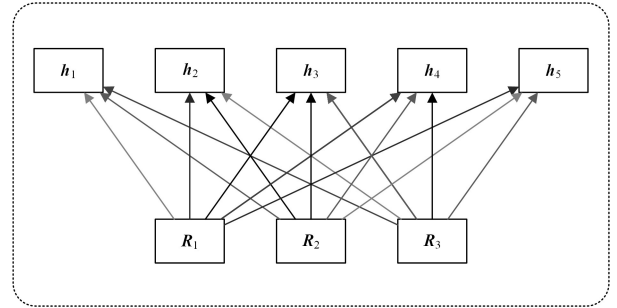 h₁ h₂ h₃ h₄ h₅
R₁ R₂ R₃